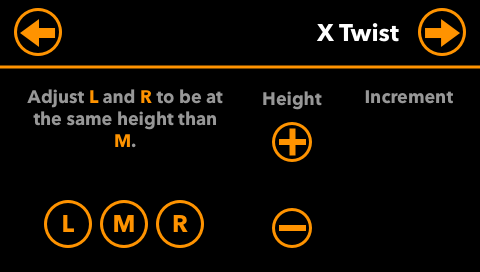 X Twist
Adjust L and R to be at
the same height than
M.
Height
Increment
L M R